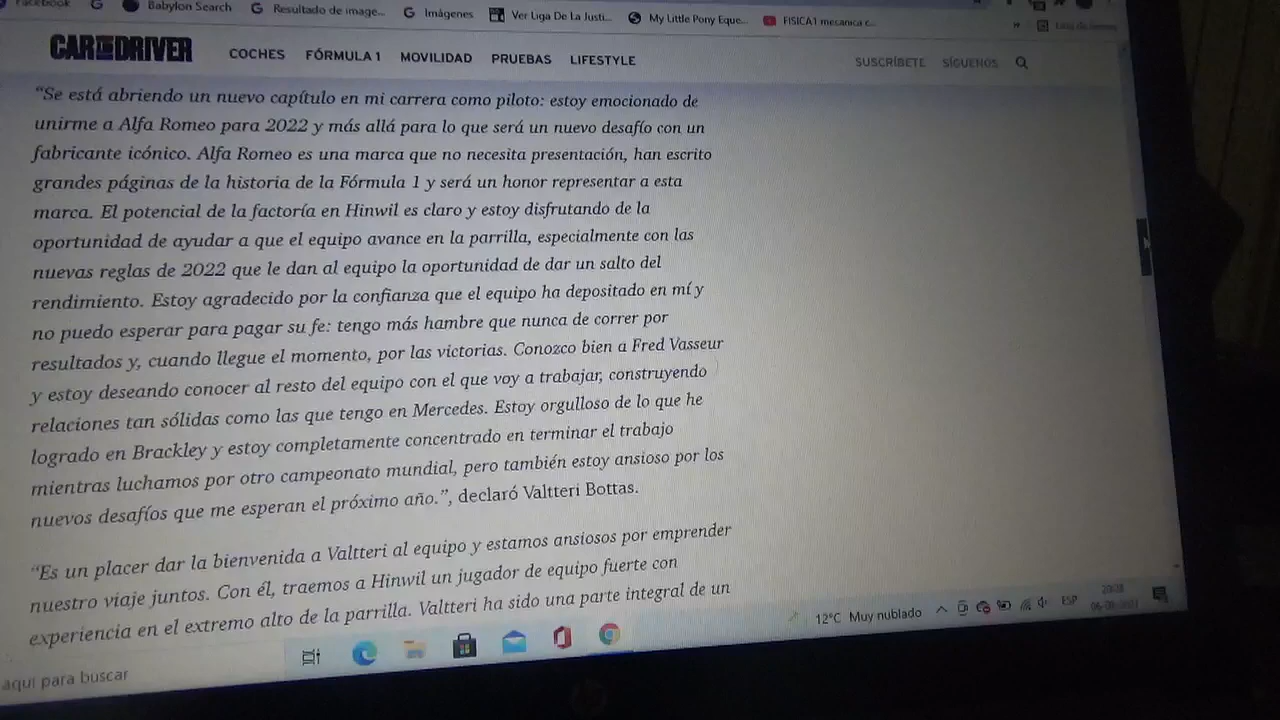 Facebook
Babylon Search
Resultado de image...
Imágenes
Ver Liga De La Justi...
My Little Pony Eque...
FISICA1 mecanica c...
»
CAR AND DRIVER
COCHES FÓRMULA 1 MOVILIDAD PRUEBAS LIFESTYLE
SUSCRÍBETE SÍGUENOS
“Se está abriendo un nuevo capítulo en mi carrera como piloto: estoy emocionado de
unirme a Alfa Romeo para 2022 y más allá para lo que será un nuevo desafío con un
fabricante icónico. Alfa Romeo es una marca que no necesita presentación, han escrito
grandes páginas de la historia de la Fórmula 1 y será un honor representar a esta
marca. El potencial de la factoría en Hinwil es claro y estoy disfrutando de la
oportunidad de ayudar a que el equipo avance en la parrilla, especialmente con las
nuevas reglas de 2022 que le dan al equipo la oportunidad de dar un salto del
rendimiento. Estoy agradecido por la confianza que el equipo ha depositado en mí y
no puedo esperar para pagar su fe: tengo más hambre que nunca de correr por
resultados y, cuando llegue el momento, por las victorias. Conozco bien a Fred Vasseur
y estoy deseando conocer al resto del equipo con el que voy a trabajar, construyendo
relaciones tan sólidas como las que tengo en Mercedes. Estoy orgulloso de lo que he
logrado en Brackley y estoy completamente concentrado en terminar el trabajo
mientras luchamos por otro campeonato mundial, pero también estoy ansioso por los
nuevos desafíos que me esperan el próximo año.”, declaró Valtteri Bottas.
“Es un placer dar la bienvenida a Valtteri al equipo y estamos ansiosos por emprender
nuestro viaje juntos. Con él, traemos a Hinwil un jugador de equipo fuerte con
experiencia en el extremo alto de la parrilla. Valtteri ha sido una parte integral de un
aquí para buscar
12°C Muy nublado
ESP